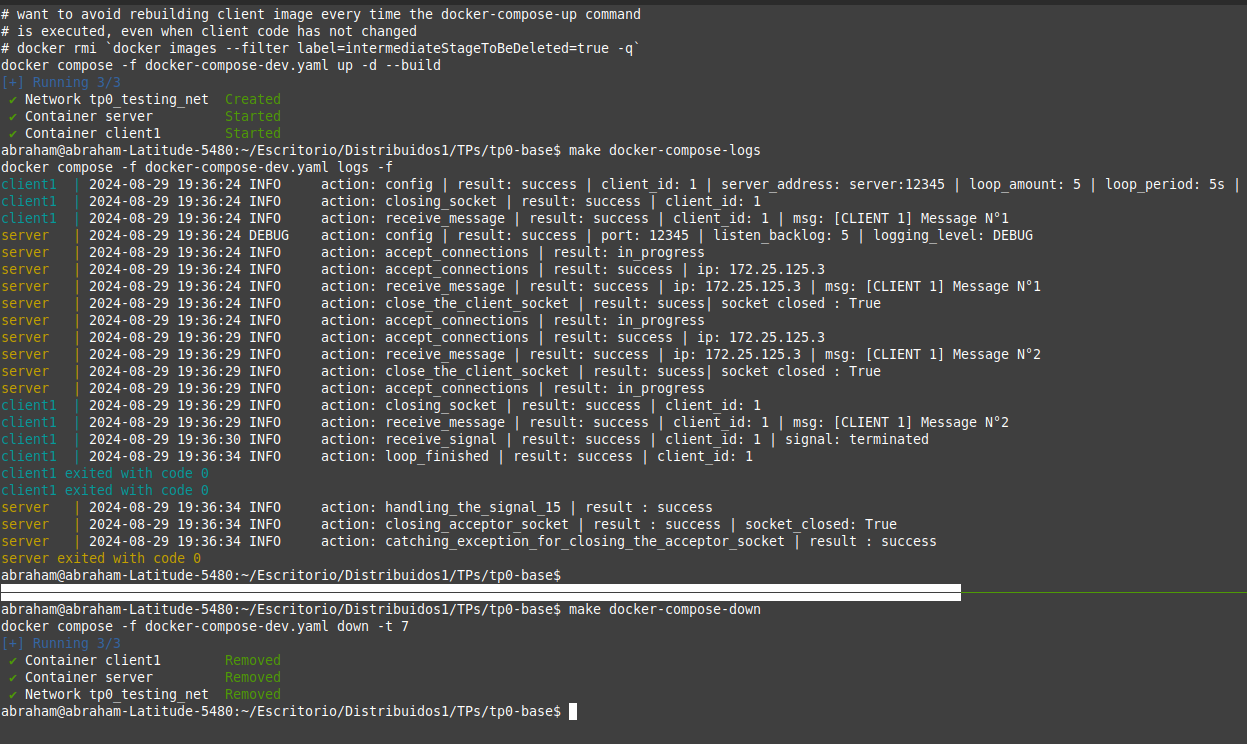 # want to avoid rebuilding client image every time the docker-compose-up command
# is executed, even when client code has not changed
# docker rmi `docker images --filter label=intermediateStageToBeDeleted=true -q`
docker compose -f docker-compose-dev.yaml up -d --build
[+] Running 3/3
✔ Network tp0_testing_net  Created
✔ Container server         Started
✔ Container client1        Started
abraham@abraham-Latitude-5480:~/Escritorio/Distribuidos1/TPs/tp0-base$ make docker-compose-logs
docker compose -f docker-compose-dev.yaml logs -f
client1  | 2024-08-29 19:36:24 INFO     action: config | result: success | client_id: 1 | server_address: server:12345 | loop_amount: 5 | loop_period: 5s |
client1  | 2024-08-29 19:36:24 INFO     action: closing_socket | result: success | client_id: 1
client1  | 2024-08-29 19:36:24 INFO     action: receive_message | result: success | client_id: 1 | msg: [CLIENT 1] Message N°1
server   | 2024-08-29 19:36:24 DEBUG    action: config | result: success | port: 12345 | listen_backlog: 5 | logging_level: DEBUG
server   | 2024-08-29 19:36:24 INFO     action: accept_connections | result: in_progress
server   | 2024-08-29 19:36:24 INFO     action: accept_connections | result: success | ip: 172.25.125.3
server   | 2024-08-29 19:36:24 INFO     action: receive_message | result: success | ip: 172.25.125.3 | msg: [CLIENT 1] Message N°1
server   | 2024-08-29 19:36:24 INFO     action: close_the_client_socket | result: sucess| socket closed : True
server   | 2024-08-29 19:36:24 INFO     action: accept_connections | result: in_progress
server   | 2024-08-29 19:36:29 INFO     action: accept_connections | result: success | ip: 172.25.125.3
server   | 2024-08-29 19:36:29 INFO     action: receive_message | result: success | ip: 172.25.125.3 | msg: [CLIENT 1] Message N°2
server   | 2024-08-29 19:36:29 INFO     action: close_the_client_socket | result: sucess| socket closed : True
server   | 2024-08-29 19:36:29 INFO     action: accept_connections | result: in_progress
client1  | 2024-08-29 19:36:29 INFO     action: closing_socket | result: success | client_id: 1
client1  | 2024-08-29 19:36:29 INFO     action: receive_message | result: success | client_id: 1 | msg: [CLIENT 1] Message N°2
client1  | 2024-08-29 19:36:30 INFO     action: receive_signal | result: success | client_id: 1 | signal: terminated
client1  | 2024-08-29 19:36:34 INFO     action: loop_finished | result: success | client_id: 1
client1 exited with code 0
client1 exited with code 0
server   | 2024-08-29 19:36:34 INFO     action: handling_the_signal_15 | result : success
server   | 2024-08-29 19:36:34 INFO     action: closing_acceptor_socket | result : success | socket_closed: True
server   | 2024-08-29 19:36:34 INFO     action: catching_exception_for_closing_the_acceptor_socket | result : success
server exited with code 0
abraham@abraham-Latitude-5480:~/Escritorio/Distribuidos1/TPs/tp0-base$
abraham@abraham-Latitude-5480:~/Escritorio/Distribuidos1/TPs/tp0-base$ make docker-compose-down
docker compose -f docker-compose-dev.yaml down -t 7
[+] Running 3/3
✔ Container client1        Removed
✔ Container server         Removed
✔ Network tp0_testing_net  Removed
abraham@abraham-Latitude-5480:~/Escritorio/Distribuidos1/TPs/tp0-base$